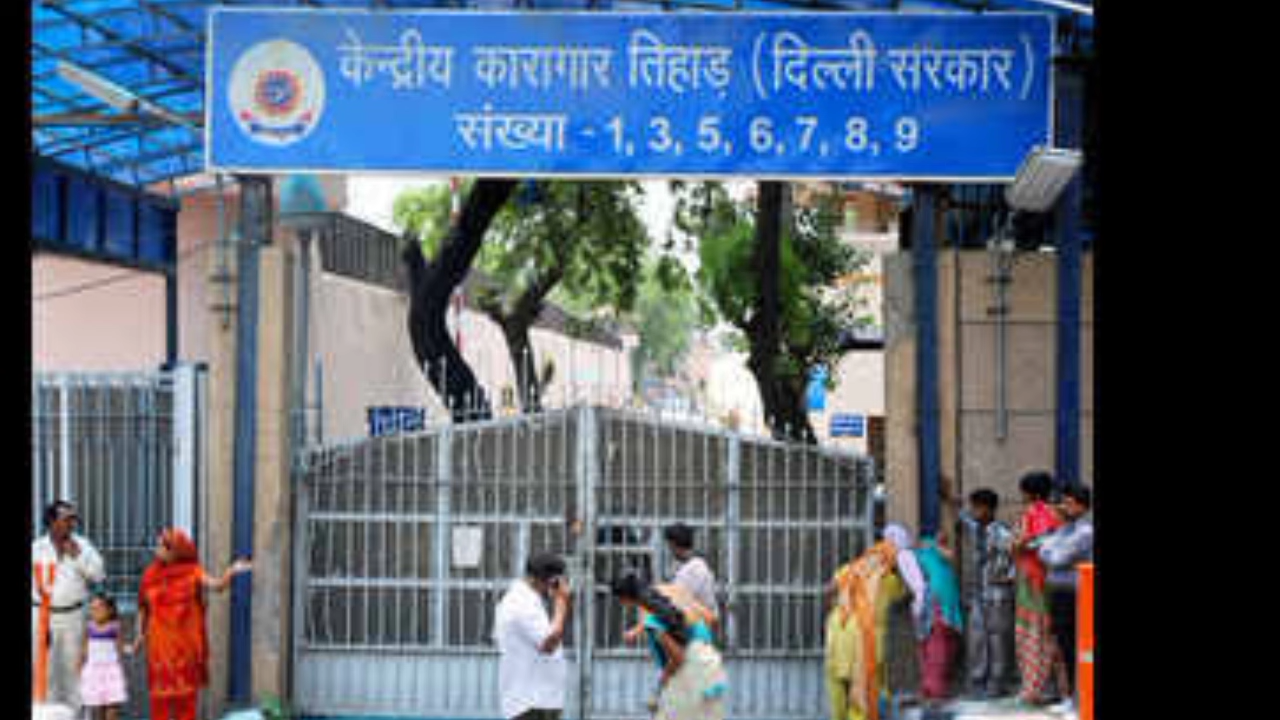 केन्द्रीय कारागार तिहाड़ (दिल्ली सरकार)
संख्या - 1, 3, 5, 6, 7, 8, 9